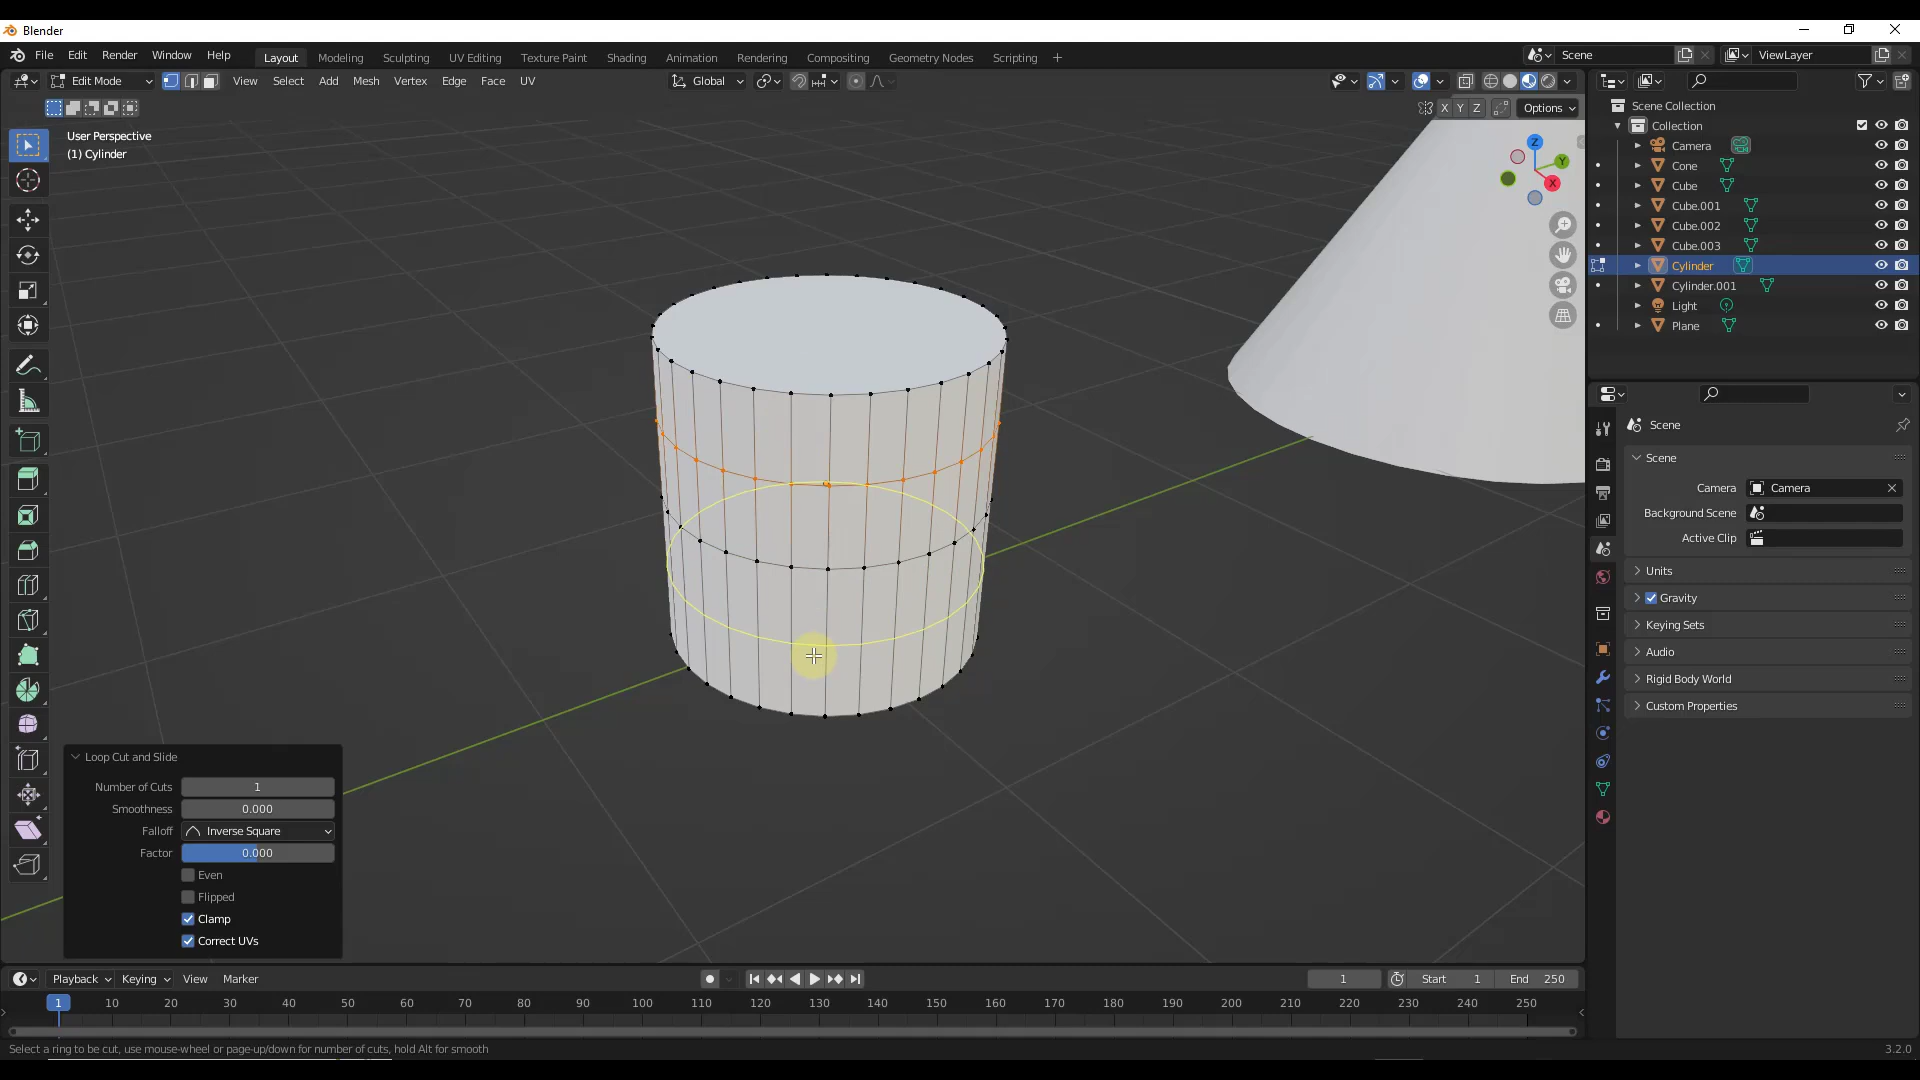 Blender
File Edit Render Window Help Layout Modeling Sculpting UV Editing Texture Paint Shading Animation Rendering Compositing Geometry Nodes Scripting + Scene ViewLayer
Edit Mode View Select Add Mesh Vertex Edge Face UV Global
X Y Z Options
User Perspective
(1) Cylinder
Z
Y
X
Scene Collection
Collection
Camera
Cone
Cube
Cube.001
Cube.002
Cube.003
Cylinder
Cylinder.001
Light
Plane
Scene
Scene
Camera Camera
Background Scene
Active Clip
Units
Gravity
Keying Sets
Audio
Rigid Body World
Custom Properties
Loop Cut and Slide
Number of Cuts 1
Smoothness 0.000
Falloff Inverse Square
Factor 0.000
Even
Flipped
Clamp
Correct UVs
Playback Keying View Marker 1 Start 1 End 250
1 10 20 30 40 50 60 70 80 90 100 110 120 130 140 150 160 170 180 190 200 210 220 230 240 250
Select a ring to be cut, use mouse-wheel or page-up/down for number of cuts, hold Alt for smooth 3.2.0